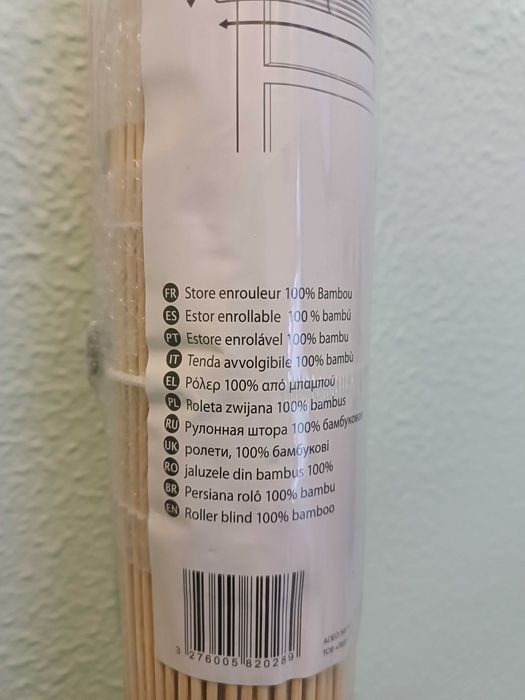 FR Store enrouleur 100% Bambou
ES Estor enrollable 100 % bambú
PT Estore enrolável 100% bambu
IT Tenda avvolgibile 100% bambù
EL Ρόλερ 100% από μπαμπού
PL Roleta zwijana 100% bambus
RU Рулонная штора 100% бамбуковая
UK ролети, 100% бамбукові
RO jaluzele din bambus 100%
BR Persiana rolô 100% bambu
EN Roller blind 100% bamboo
3 276005 820289
ADEO
ТОВ